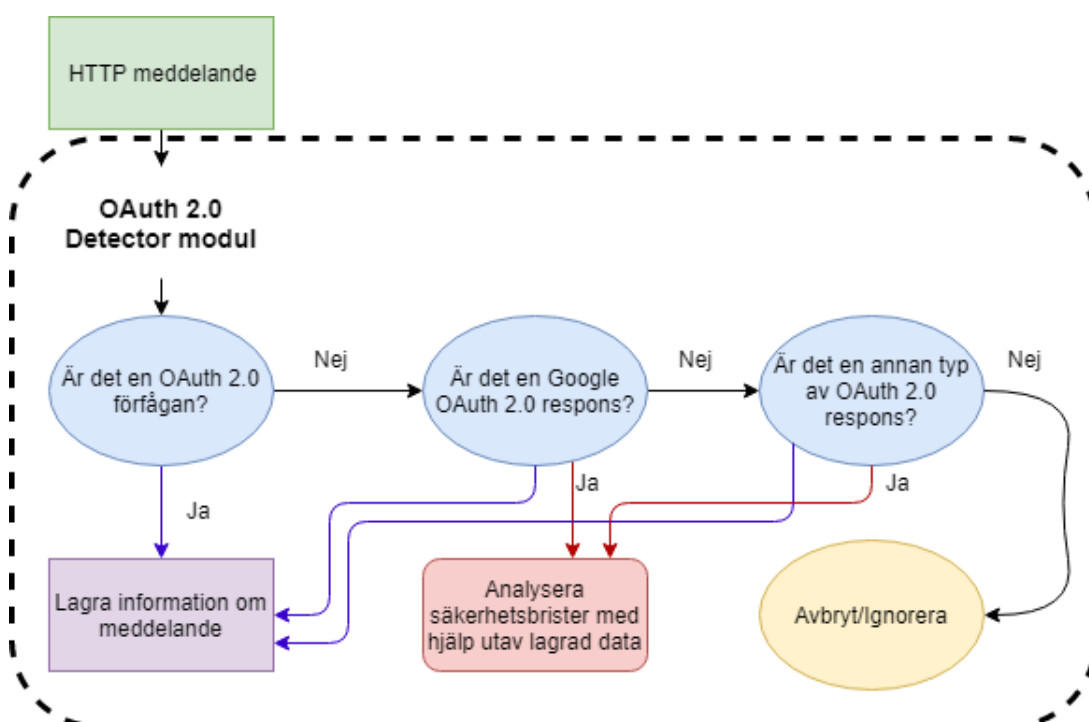 HTTP meddelande
OAuth 2.0
Detector modul
Är det en OAuth 2.0
förfågan?
Nej
Är det en Google
OAuth 2.0 respons?
Nej
Är det en annan typ
av OAuth 2.0
respons?
Nej
Ja
Ja
Ja
Lagra information om
meddelande
Analysera
säkerhetsbrister med
hjälp utav lagrad data
Avbryt/Ignorera